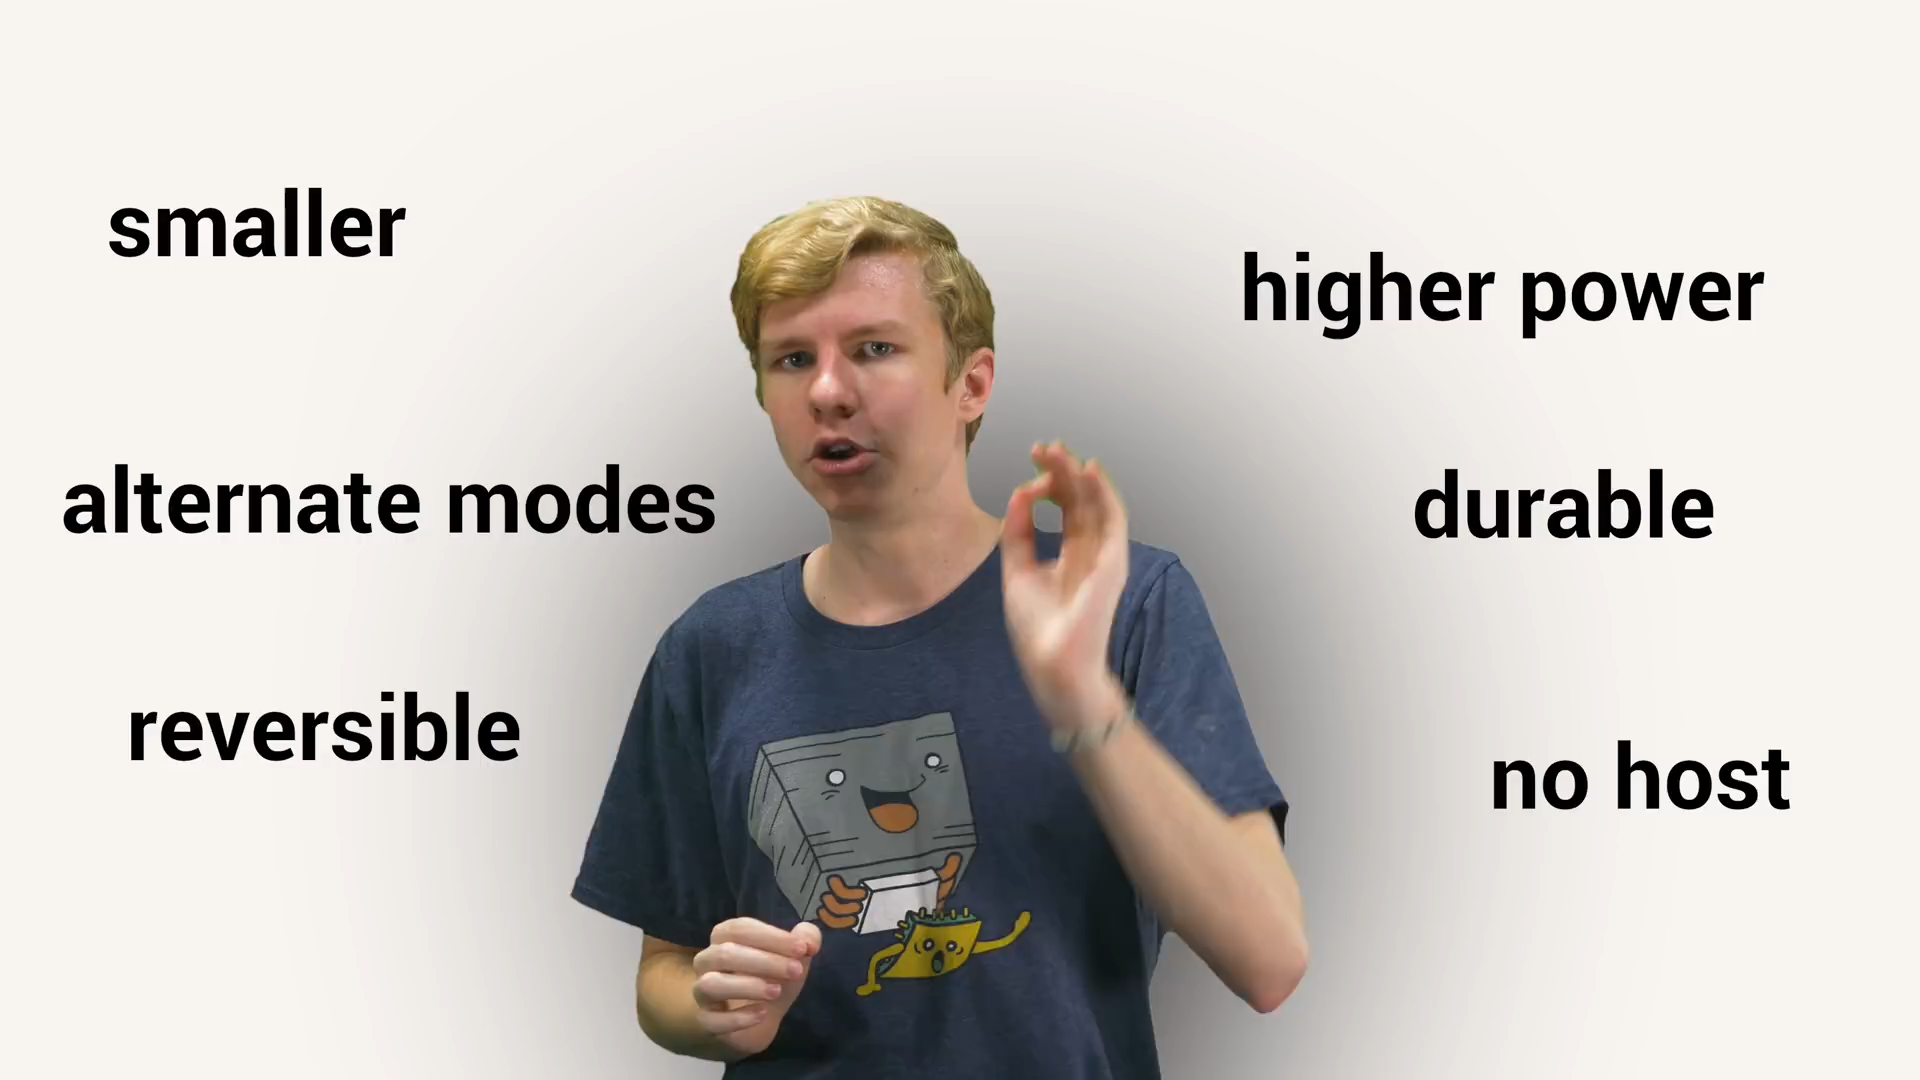 smaller
alternate modes
reversible
higher power
durable
no host